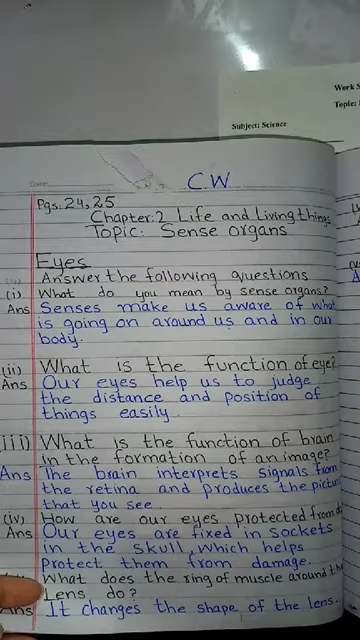 Work S
Topic:
Subject: Science
Date:
C.W
Pgs: 24,25
Chapter:2 Life and Living things
Topic: Sense organs
Eyes
Answer the following questions
(i) What do you mean by sense organs?
Ans Senses make us aware of what
is going on around us and in our
body.
(ii) What is the function of eye?
Ans Our eyes help us to judge
the distance and position of
things easily.
(iii) What is the function of brain
in the formation of an image?
Ans The brain interprets signals from
the retina and produces the pictur
that you see.
(iv) How are our eyes protected from
Ans Our eyes are fixed in sockets
in the skull, which helps
protect them from damage.
What does the ring of muscle around the
Lens do?
Ans It changes the shape of the lens.